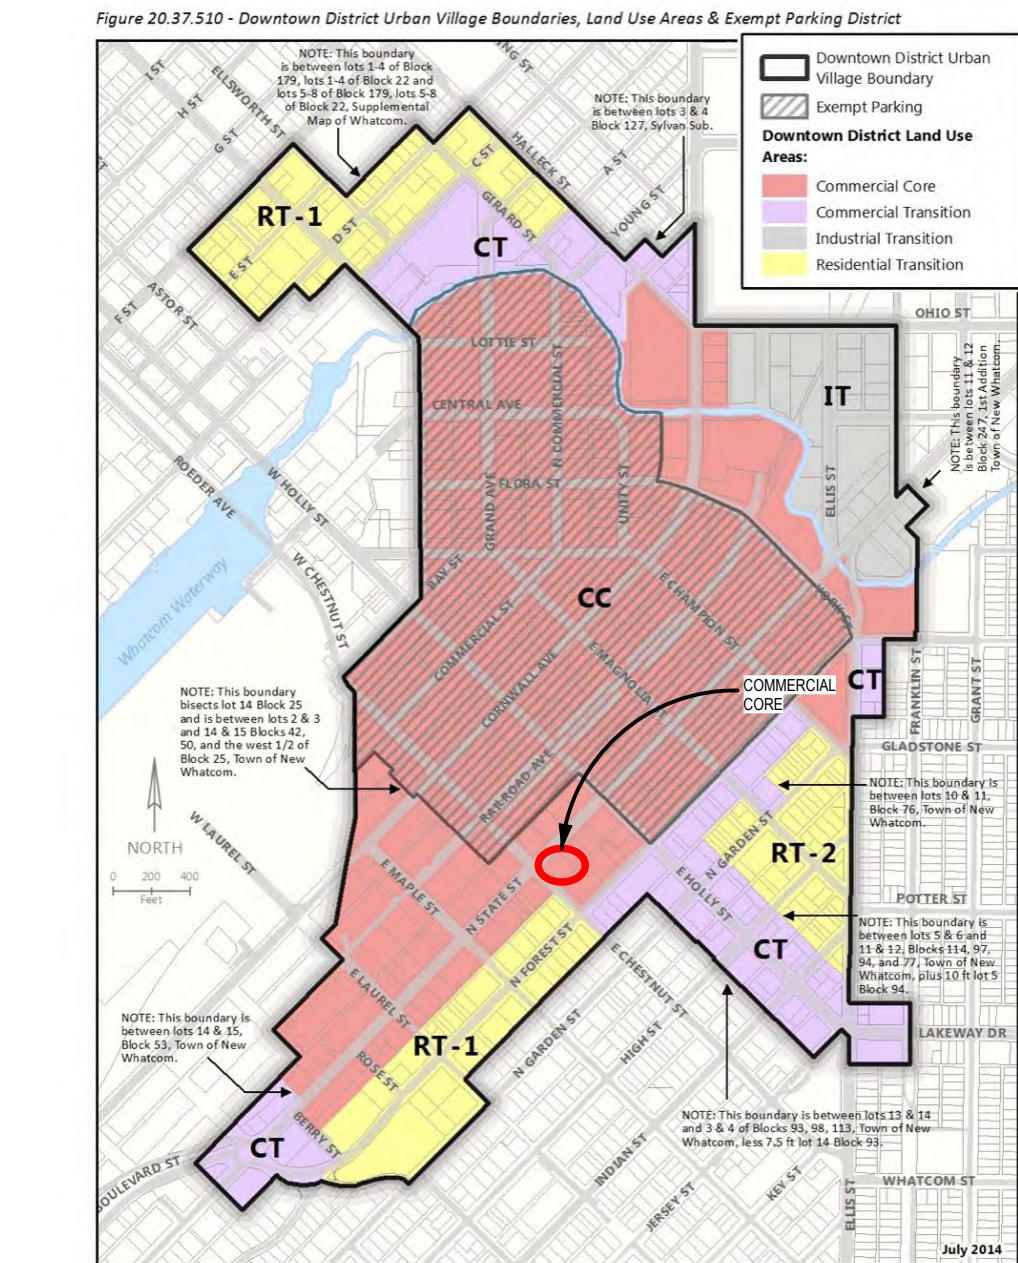 Figure 20.37.510 - Downtown District Urban Village Boundaries, Land Use Areas & Exempt Parking District
Downtown District Urban
Village Boundary
Exempt Parking
Downtown District Land Use
Areas:
Commercial Core
Commercial Transition
Industrial Transition
Residential Transition
NOTE: This boundary
is between lots 1-4 of Block
179, lots 1-4 of Block 22 and
lots 5-8 of Block 179, lots 5-8
of Block 22, Supplemental
Map of Whatcom.
NOTE: This boundary
is between lots 3 & 4
Block 127, Sylvan Sub.
I ST
H ST
G ST
ELLSWORTH ST
HALLECK ST
A ST
YOUNG ST
C ST
GIRARD ST
D ST
E ST
F ST
ASTOR ST
RT-1
CT
OHIO ST
NOTE: This boundary
is between lots 11 & 12
Block 247, 1st Addition
Town of New Whatcom.
IT
ELLIS ST
LOTTIE ST
CENTRAL AVE
N COMMERCIAL ST
FLORA ST
GRAND AVE
UNITY ST
ROEDER AVE
W HOLLY ST
W CHESTNUT ST
Whatcom Waterway
BAY ST
CC
COMMERCIAL ST
CORNWALL AVE
E CHAMPION ST
E MAGNOLIA ST
YORK ST
RAILROAD AVE
COMMERCIAL
CORE
CT
FRANKLIN ST
GRANT ST
GLADSTONE ST
NOTE: This boundary
bisects lot 14 Block 25
and is between lots 2 & 3
and 14 & 15 Blocks 42,
50, and the west 1/2 of
Block 25, Town of New
Whatcom.
NOTE: This boundary is
between lots 10 & 11,
Block 76, Town of New
Whatcom.
NORTH
0 200 400
Feet
W LAUREL ST
E MAPLE ST
N STATE ST
N GARDEN ST
RT-2
E HOLLY ST
CT
POTTER ST
NOTE: This boundary is
between lots 5 & 6 and
11 & 12, Blocks 114, 97,
94, and 77, Town of New
Whatcom, plus 10 ft lot 5
Block 94.
N FOREST ST
E CHESTNUT ST
E LAUREL ST
RT-1
N GARDEN ST
HIGH ST
LAKEWAY DR
NOTE: This boundary is
between lots 14 & 15,
Block 53, Town of New
Whatcom.
ROSE ST
BERRY ST
CT
NOTE: This boundary is between lots 13 & 14
and 3 & 4 of Blocks 93, 98, 113, Town of New
Whatcom, less 7.5 ft lot 14 Block 93.
INDIAN ST
JERSEY ST
KEY ST
ELLIS ST
WHATCOM ST
BOULEVARD ST
July 2014